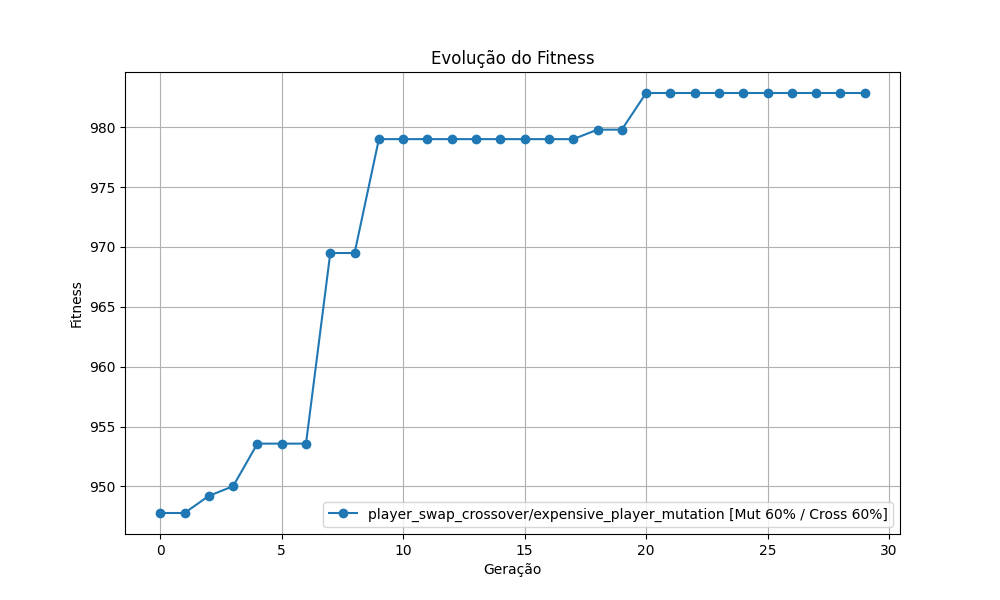 Evolução do Fitness
Fitness
980
975
970
965
960
955
950
player_swap_crossover/expensive_player_mutation [Mut 60% / Cross 60%]
0 5 10 15 20 25 30
Geração